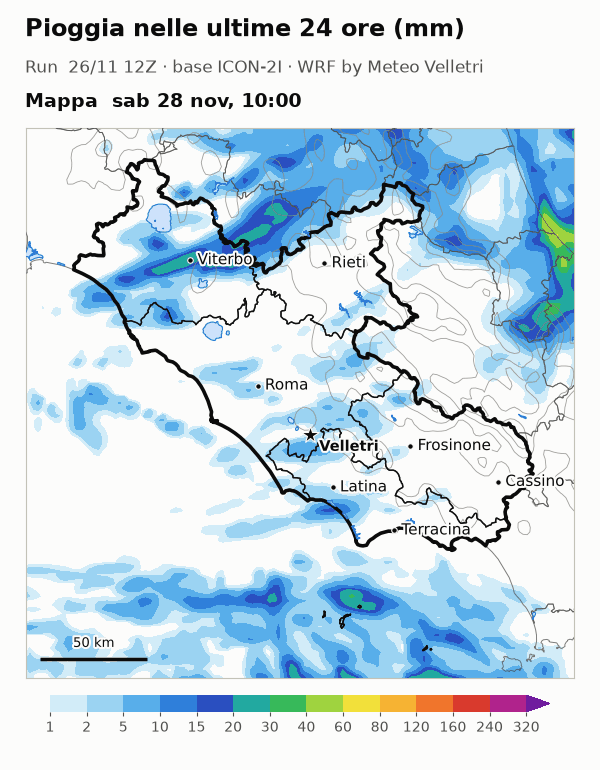 Pioggia nelle ultime 24 ore (mm)
Run  26/11 12Z · base ICON-2I · WRF by Meteo Velletri
Mappa  sab 28 nov, 10:00
Viterbo
Rieti
Roma
Velletri
Frosinone
Latina
Cassino
Terracina
50 km
1 2 5 10 15 20 30 40 60 80 120 160 240 320